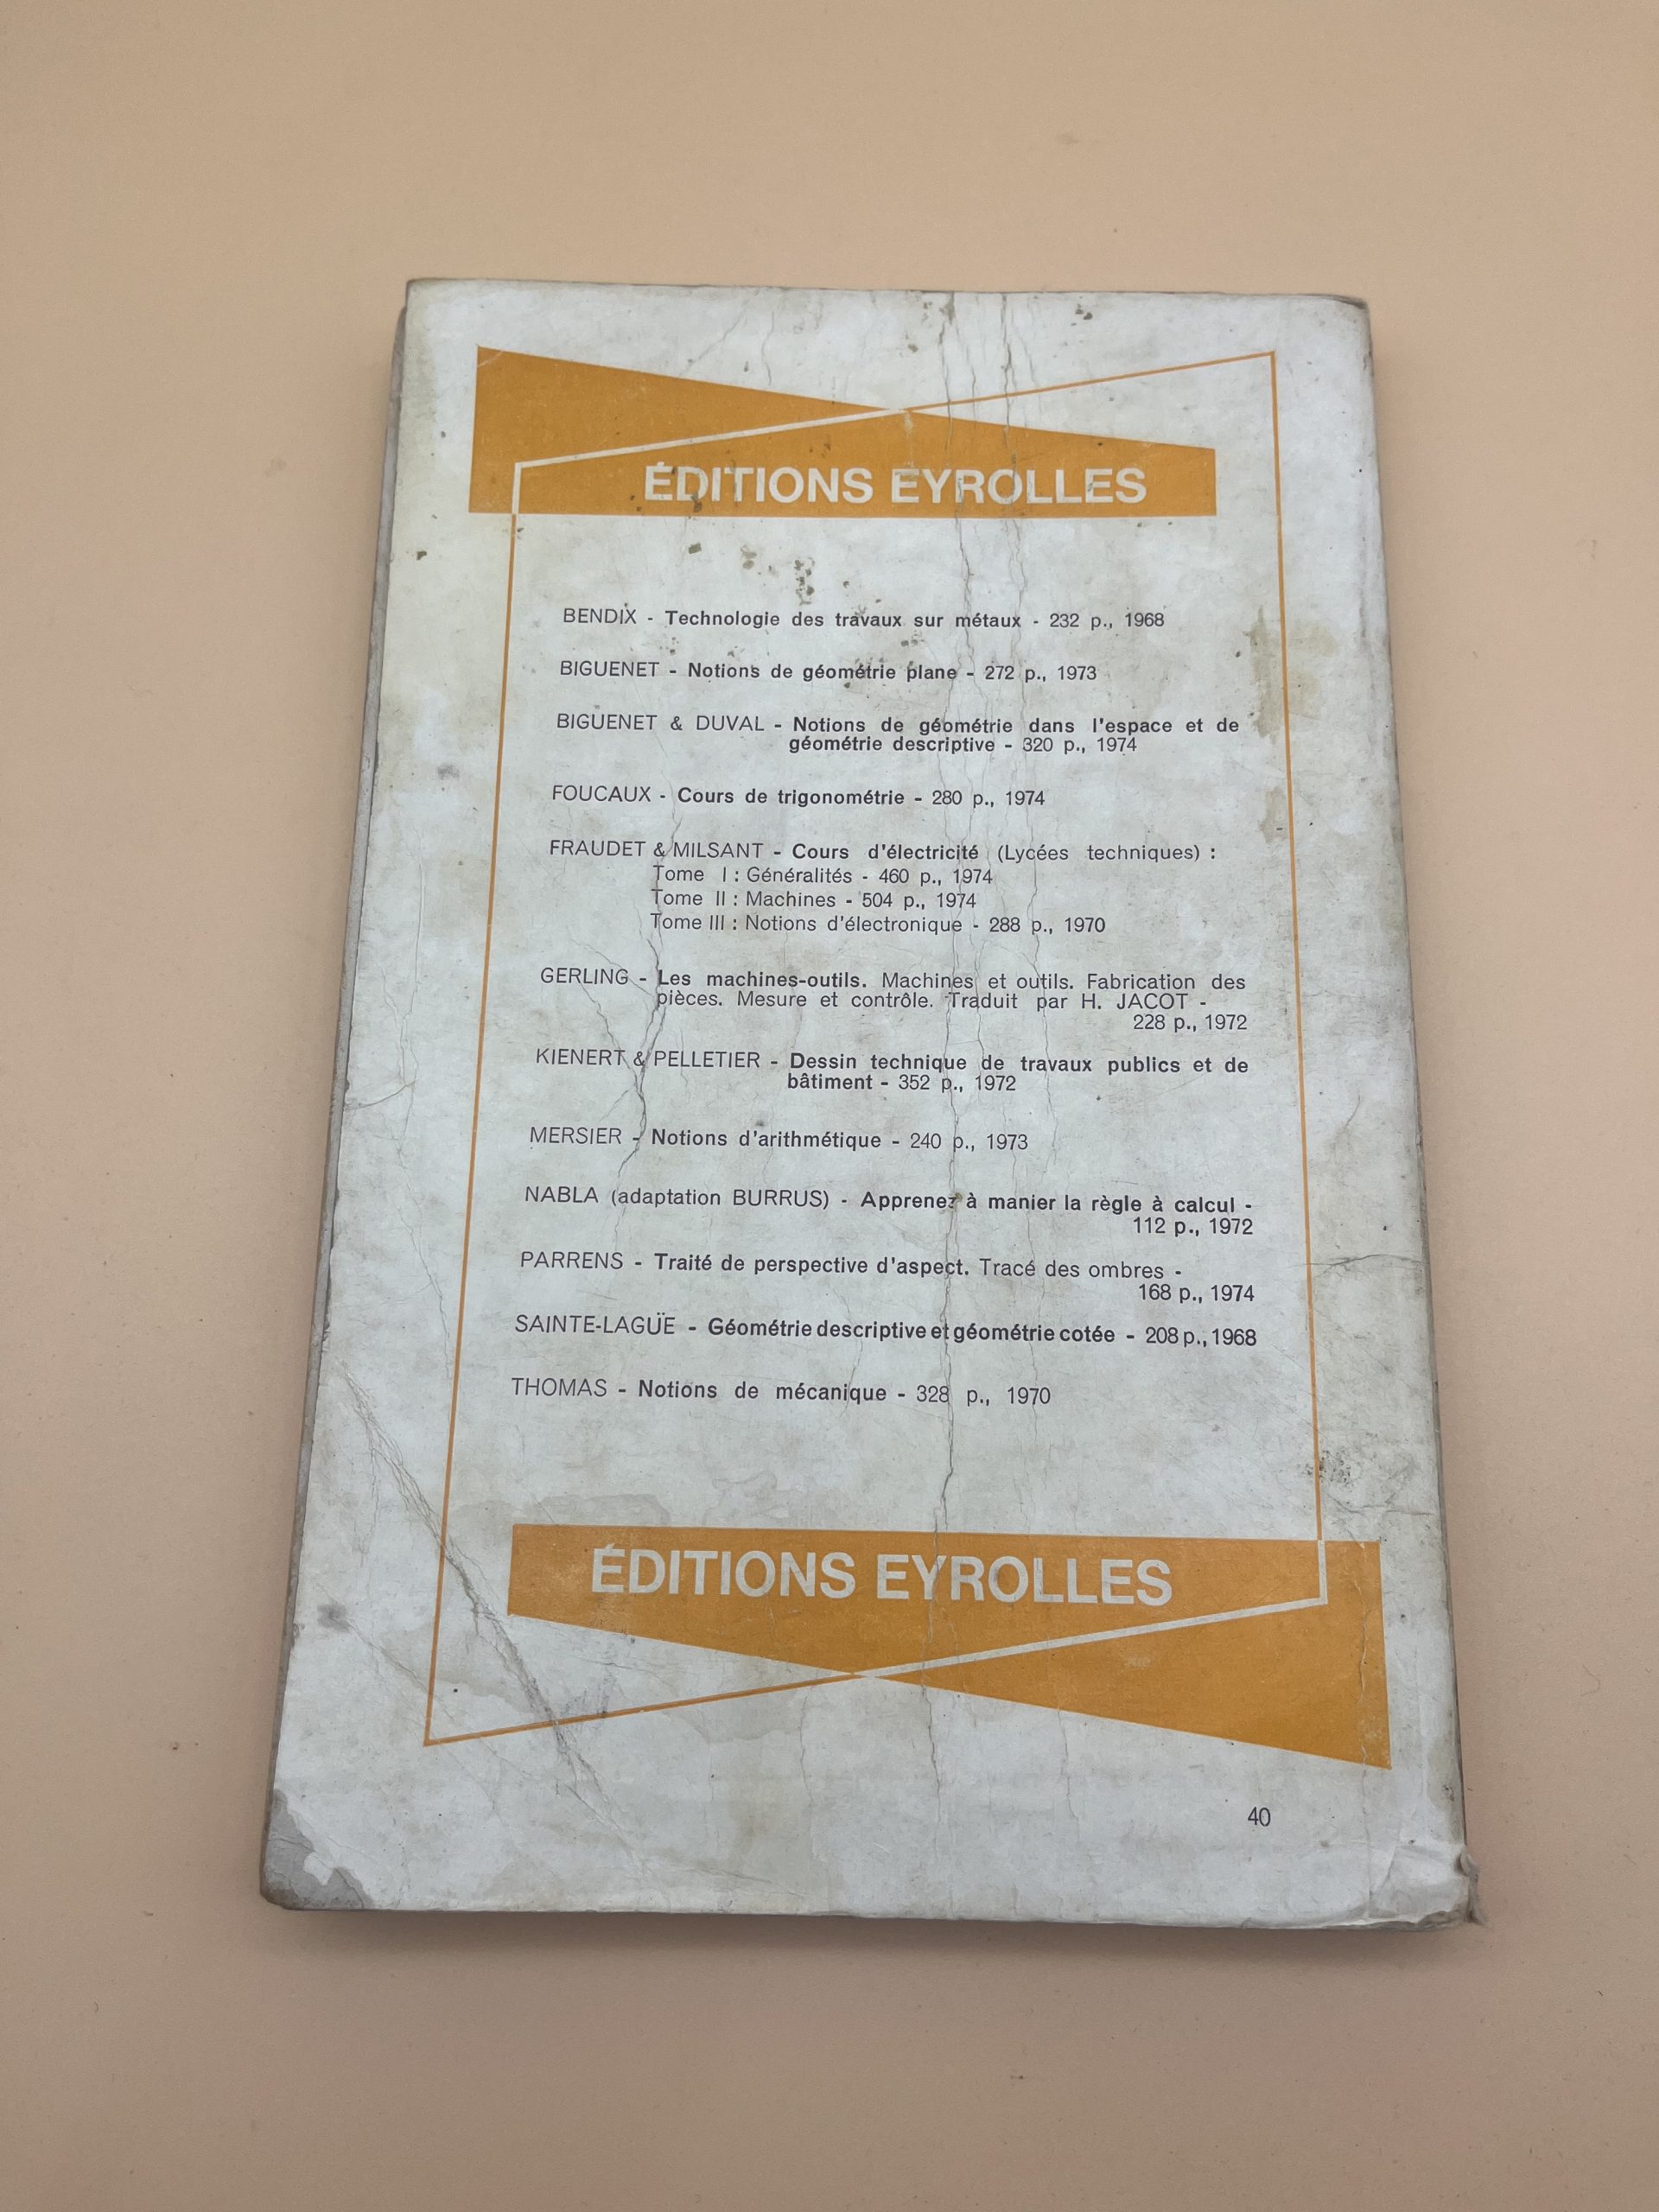 ÉDITIONS EYROLLES
BENDIX - Technologie des travaux sur métaux - 232 p., 1968
BIGUENET - Notions de géométrie plane - 272 p., 1973
BIGUENET & DUVAL - Notions de géométrie dans l'espace et de
géométrie descriptive - 320 p., 1974
FOUCAUX - Cours de trigonométrie - 280 p., 1974
FRAUDET & MILSANT - Cours d'électricité (Lycées techniques) :
Tome I : Généralités - 460 p., 1974
Tome II : Machines - 504 p., 1974
Tome III : Notions d'électronique - 288 p., 1970
GERLING - Les machines-outils. Machines et outils. Fabrication des
pièces. Mesure et contrôle. Traduit par H. JACOT -
228 p., 1972
KIENERT & PELLETIER - Dessin technique de travaux publics et de
bâtiment - 352 p., 1972
MERSIER - Notions d'arithmétique - 240 p., 1973
NABLA (adaptation BURRUS) - Apprenez à manier la règle à calcul -
112 p., 1972
PARRENS - Traité de perspective d'aspect. Tracé des ombres -
168 p., 1974
SAINTE-LAGÜE - Géométrie descriptive et géométrie cotée - 208 p., 1968
THOMAS - Notions de mécanique - 328 p., 1970
ÉDITIONS EYROLLES
40